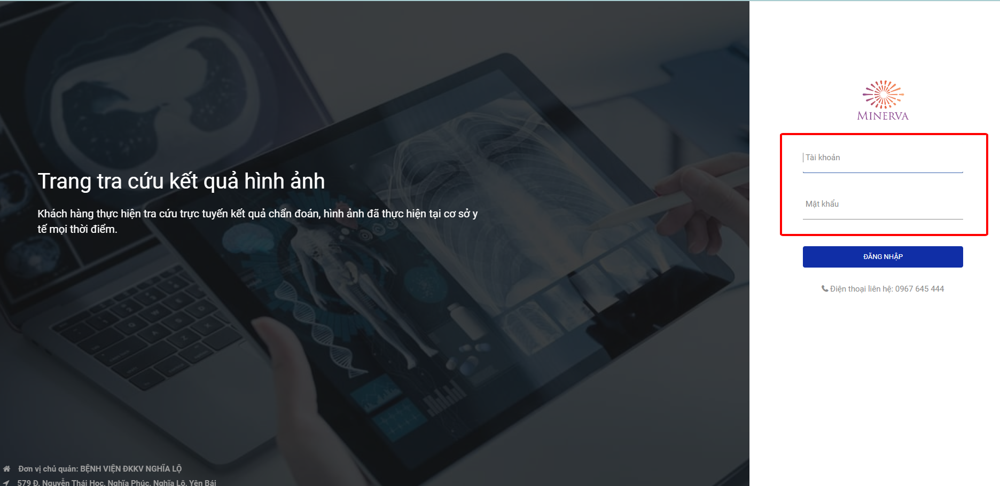 Trang tra cứu kết quả hình ảnh
Khách hàng thực hiện tra cứu trực tuyến kết quả chẩn đoán, hình ảnh đã thực hiện tại cơ sở y
tế mọi thời điểm.
Đơn vị chủ quản: BỆNH VIỆN ĐKKV NGHĨA LỘ
579 Đ. Nguyễn Thái Học, Nghĩa Phúc, Nghĩa Lộ, Yên Bái
MINERVA
Tài khoản
Mật khẩu
ĐĂNG NHẬP
Điện thoại liên hệ: 0967 645 444